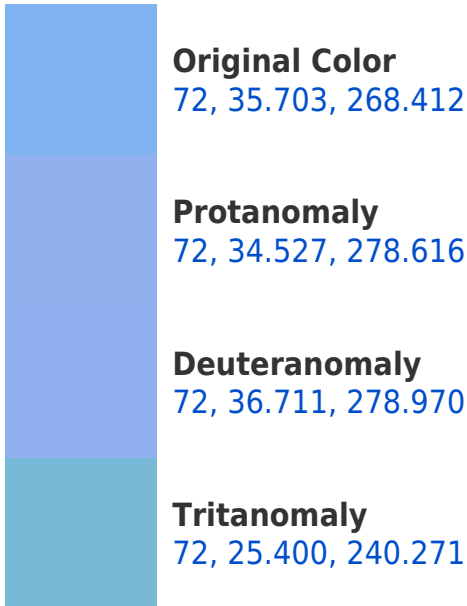 Original Color
72, 35.703, 268.412
Protanomaly
72, 34.527, 278.616
Deuteranomaly
72, 36.711, 278.970
Tritanomaly
72, 25.400, 240.271